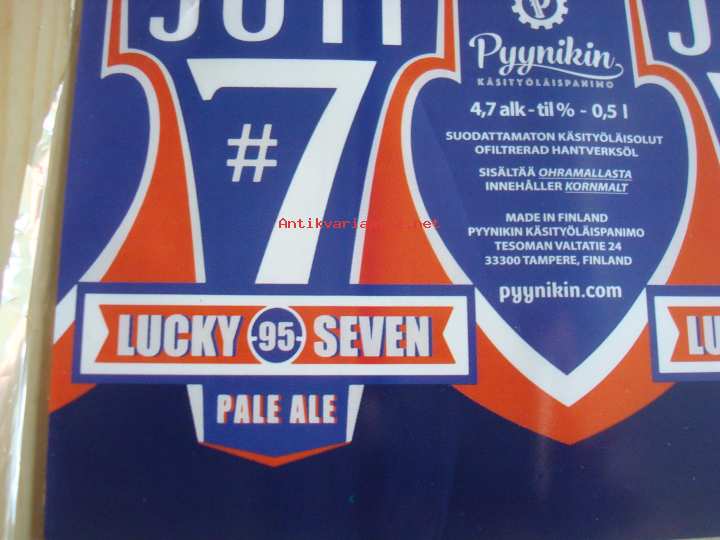 # 7
LUCKY -95- SEVEN
PALE ALE
P
Pyynikin
KÄSITYÖLÄISPANIMO
4,7 alk - til % - 0,5 l
SUODATTAMATON KÄSITYÖLÄISOLUT
OFILTRERAD HANTVERKSÖL
SISÄLTÄÄ OHRAMALLASTA
INNEHÅLLER KORNMALT
MADE IN FINLAND
PYYNIKIN KÄSITYÖLÄISPANIMO
TESOMAN VALTATIE 24
33300 TAMPERE, FINLAND
pyynikin.com
LU